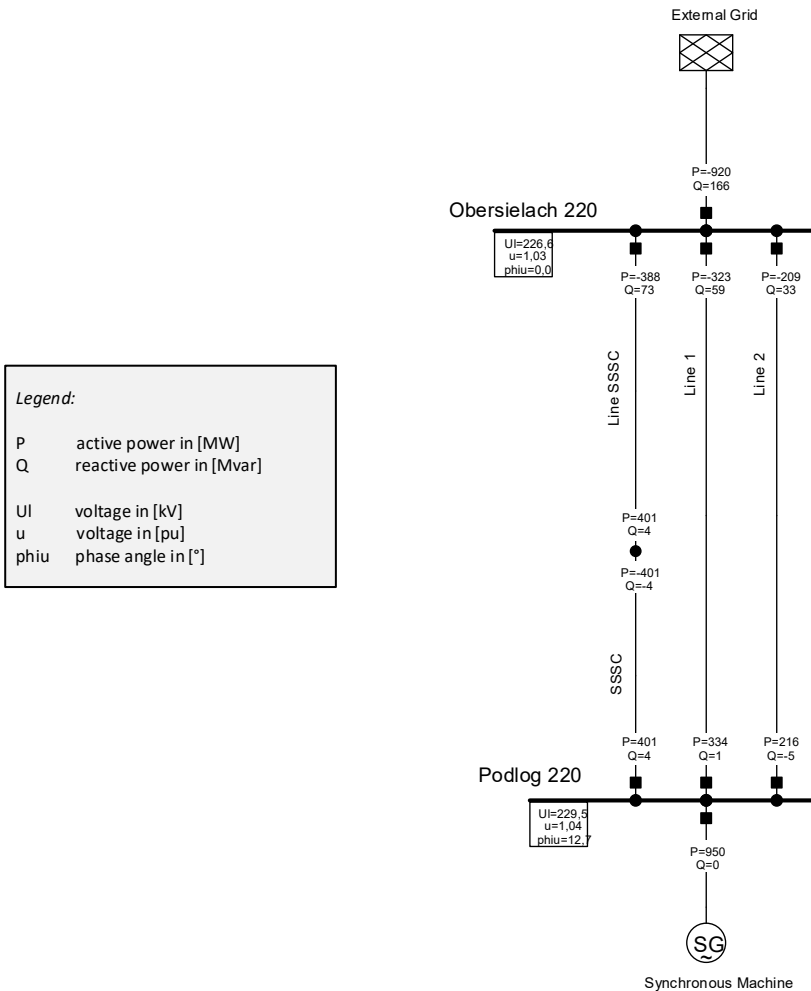 External Grid
P=-920
Q=166
Obersielach 220
Ul=226,6
u=1,03
phiu=0,0
P=-388
Q=73
P=-323
Q=59
P=-209
Q=33
Line SSSC
Line 1
Line 2
Legend:
P active power in [MW]
Q reactive power in [Mvar]
Ul voltage in [kV]
u voltage in [pu]
phiu phase angle in [°]
P=401
Q=4
P=-401
Q=-4
SSSC
P=401
Q=4
P=334
Q=1
P=216
Q=-5
Podlog 220
Ul=229,5
u=1,04
phiu=12,7
P=950
Q=0
SG
~
Synchronous Machine